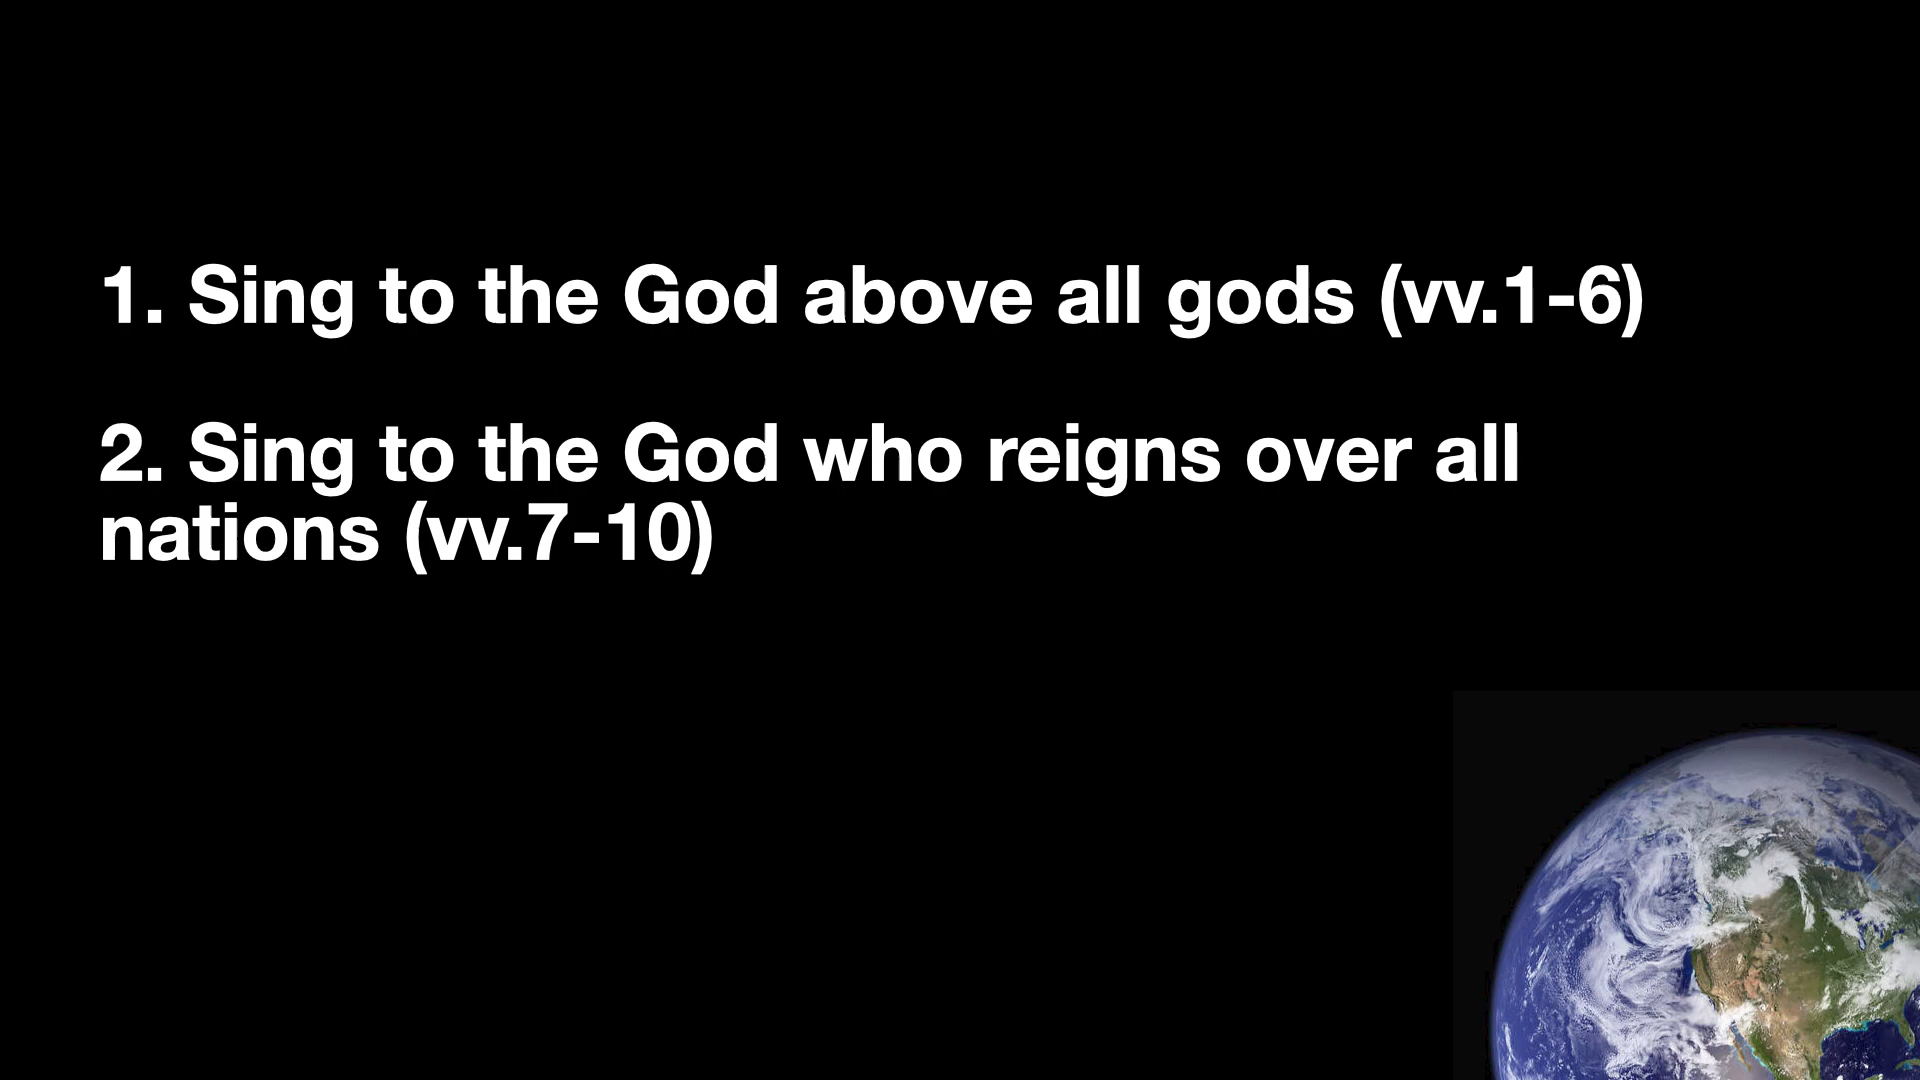 1. Sing to the God above all gods (vv.1-6)
2. Sing to the God who reigns over all
nations (vv.7-10)